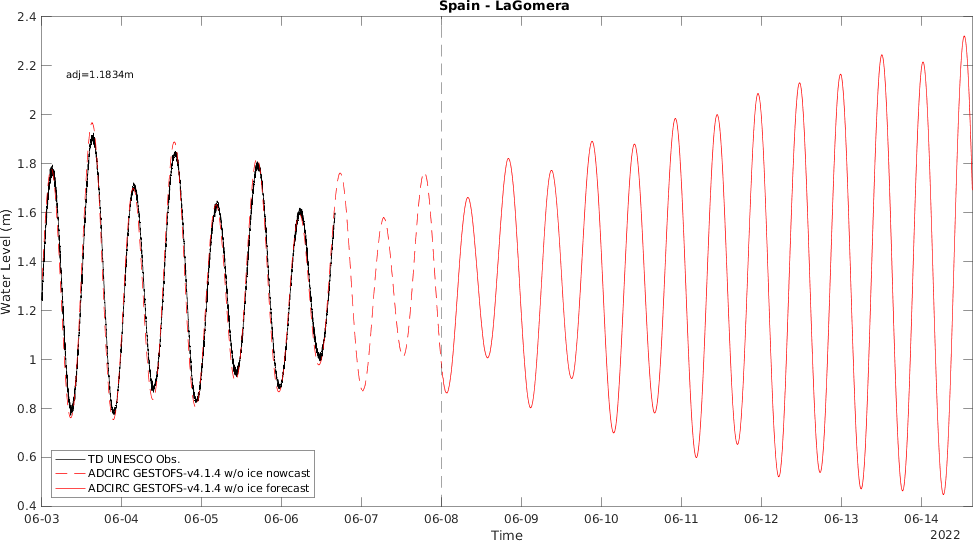 Spain - LaGomera
2.4
2.2
2
1.8
1.6
1.4
1.2
1
0.8
0.6
0.4
Water Level (m)
adj=1.1834m
TD UNESCO Obs.
ADCIRC GESTOFS-v4.1.4 w/o ice nowcast
ADCIRC GESTOFS-v4.1.4 w/o ice forecast
06-03 06-04 06-05 06-06 06-07 06-08 06-09 06-10 06-11 06-12 06-13 06-14
Time
2022